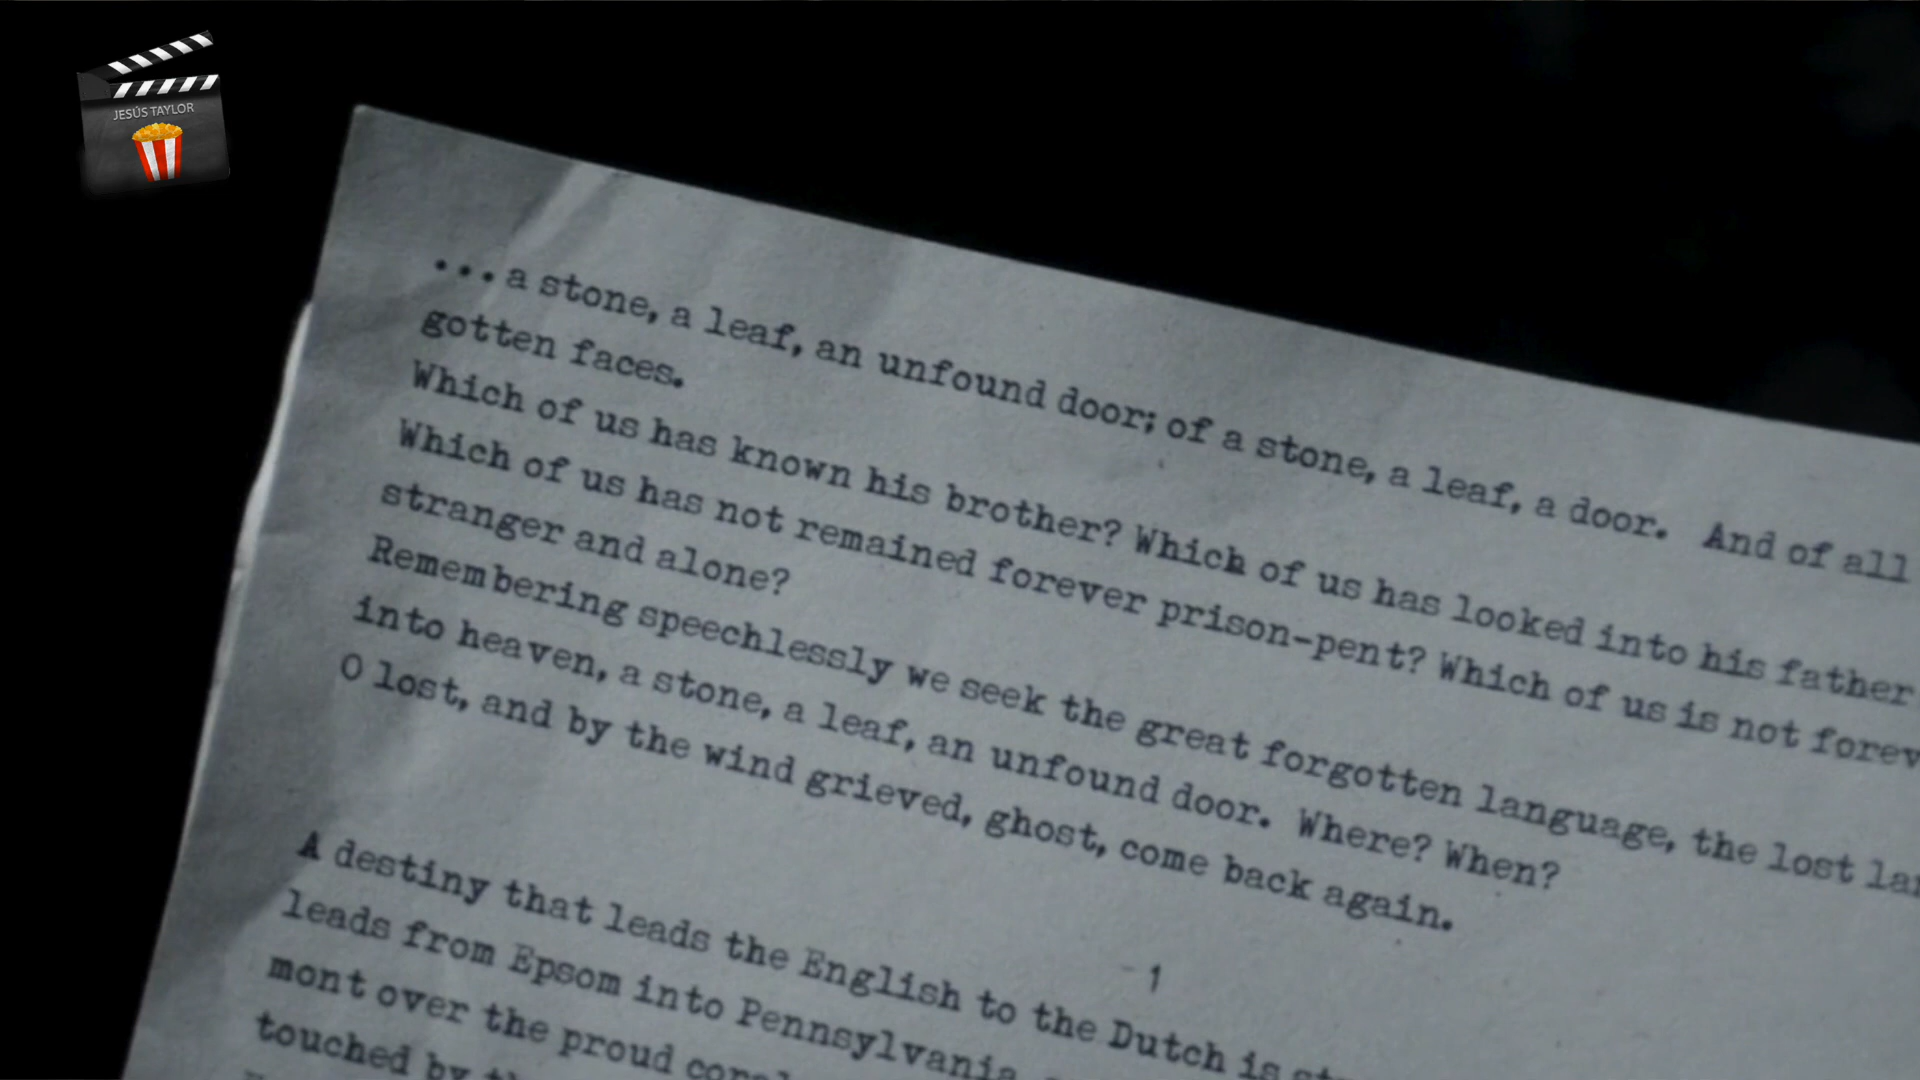 JESÚS TAYLOR
...a stone, a leaf, an unfound door; of a stone, a leaf, a door. And of all
gotten faces.
Which of us has known his brother? Which of us has looked into his father
Which of us has not remained forever prison-pent? Which of us is not forev
stranger and alone?
Remembering speechlessly we seek the great forgotten language, the lost la
into heaven, a stone, a leaf, an unfound door. Where? When?
O lost, and by the wind grieved, ghost, come back again.
1
A destiny that leads the English to the Dutch is st
leads from Epsom into Pennsylvania
mont over the proud
touched by